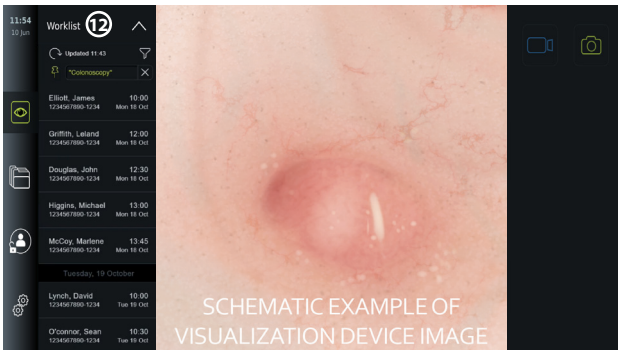 11:54
10 Jun
Worklist 12
Updated 11:43
"Colonoscopy"
Elliott, James 10:00
1234567890-1234 Mon 18 Oct
Griffith, Leland 12:00
1234567890-1234 Mon 18 Oct
Douglas, John 12:30
1234567890-1234 Mon 18 Oct
Higgins, Michael 13:00
1234567890-1234 Mon 18 Oct
McCoy, Marlene 13:45
1234567890-1234 Mon 18 Oct
Tuesday, 19 October
Lynch, David 10:00
1234567890-1234 Tue 19 Oct
O'connor, Sean 10:30
1234567890-1234 Tue 19 Oct
SCHEMATIC EXAMPLE OF
VISUALIZATION DEVICE IMAGE